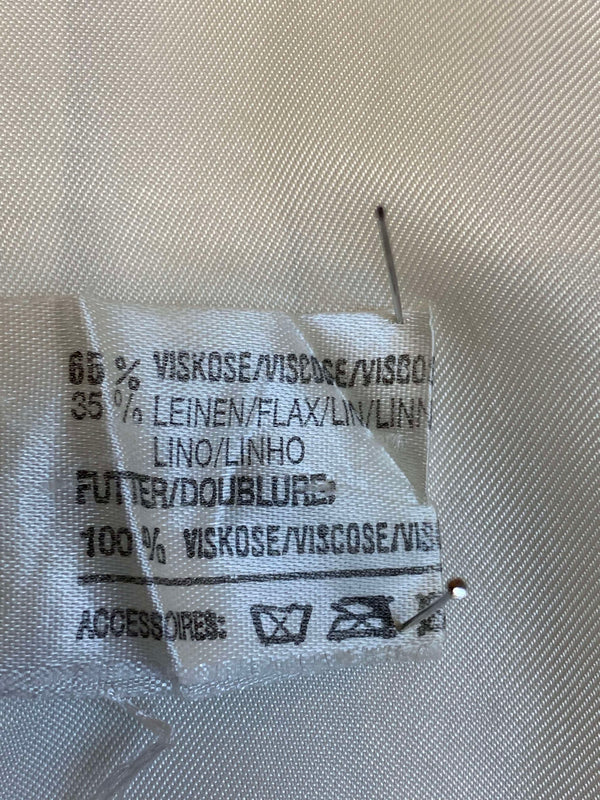 65 % VISKOSE/VISCOSE/VISCO
35 % LEINEN/FLAX/LIN/LINN
LINO/LINHO
FUTTER/DOUBLURE:
100 % VISKOSE/VISCOSE/VIS
ACCESSOIRES: